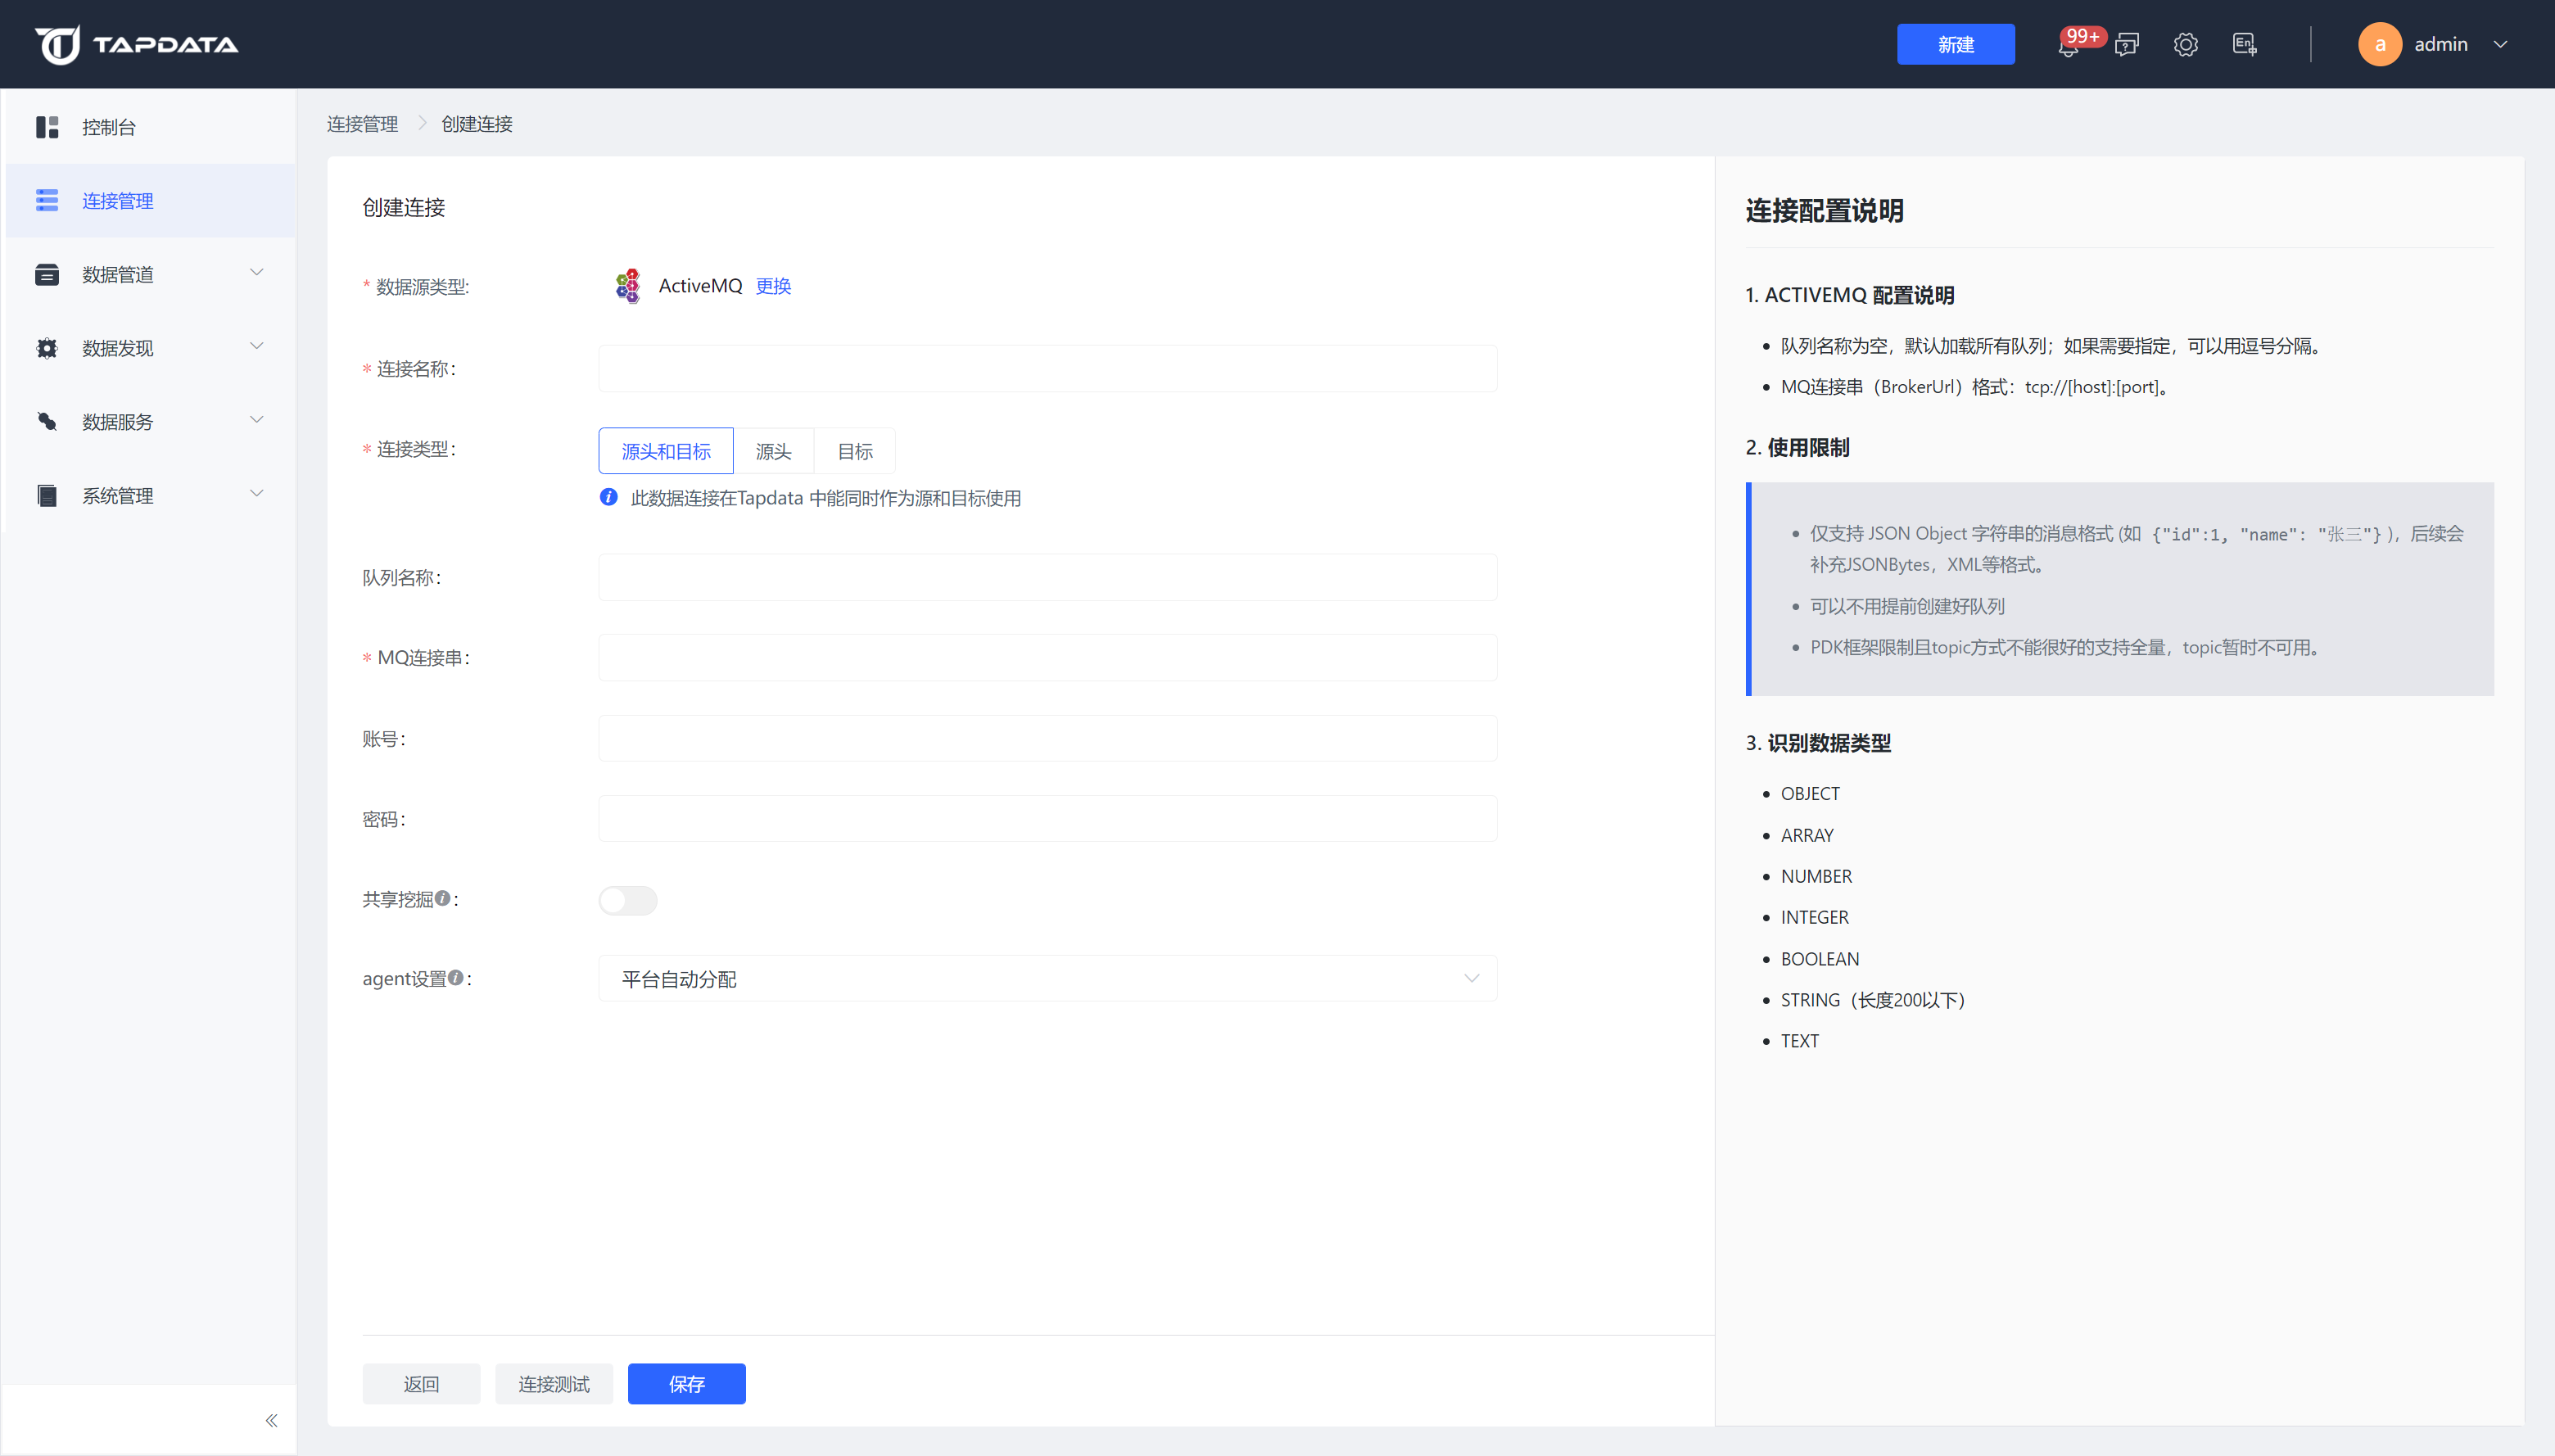 TAPDATA
新建
99+
En
a
admin
控制台
连接管理
数据管道
数据发现
数据服务
系统管理
连接管理
创建连接
创建连接
* 数据源类型:
ActiveMQ 更换
* 连接名称:
* 连接类型:
源头和目标 源头 目标
此数据连接在Tapdata 中能同时作为源和目标使用
队列名称:
* MQ连接串:
账号:
密码:
共享挖掘:
agent设置:
平台自动分配
返回
连接测试
保存
连接配置说明
1. ACTIVEMQ 配置说明
• 队列名称为空，默认加载所有队列；如果需要指定，可以用逗号分隔。
• MQ连接串（BrokerUrl）格式：tcp://[host]:[port]。
2. 使用限制
• 仅支持 JSON Object 字符串的消息格式 (如 {"id":1, "name": "张三"} )，后续会
补充JSONBytes，XML等格式。
• 可以不用提前创建好队列
• PDK框架限制且topic方式不能很好的支持全量，topic暂时不可用。
3. 识别数据类型
• OBJECT
• ARRAY
• NUMBER
• INTEGER
• BOOLEAN
• STRING（长度200以下）
• TEXT